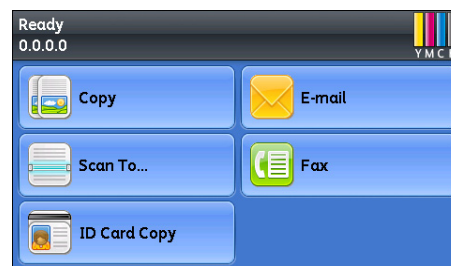 Ready
0.0.0.0
Y M C
Copy
E-mail
Scan To...
Fax
ID Card Copy